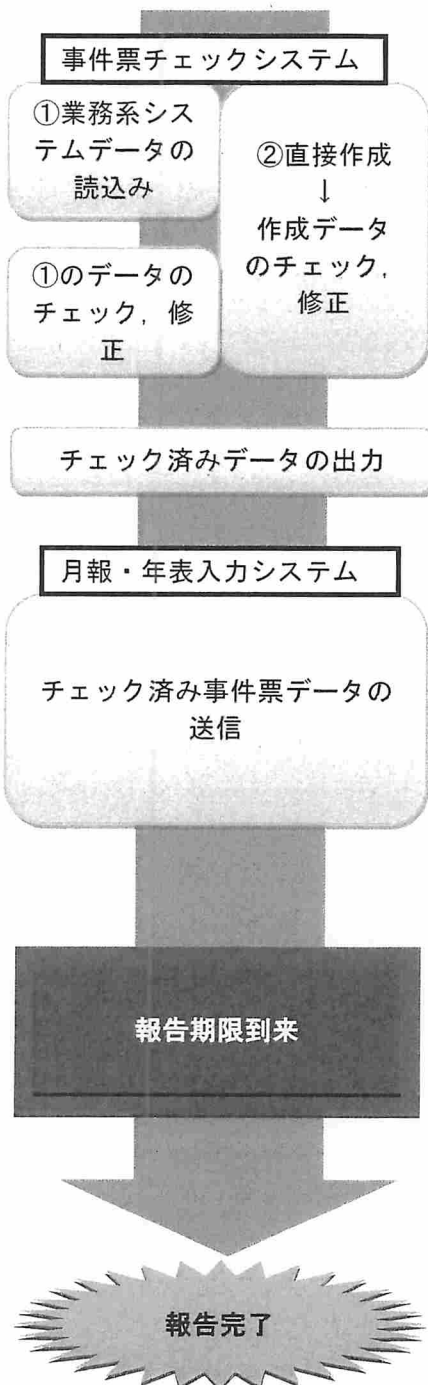 事件票チェックシステム
①業務系シス
テムデータの
読込み
①のデータの
チェック，修
正
②直接作成
↓
作成データ
のチェック，
修正
チェック済みデータの出力
月報・年表入力システム
チェック済み事件票データの
送信
報告期限到来
報告完了